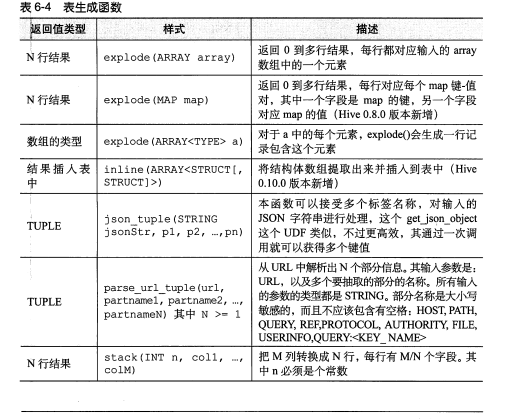 表 6-4 表生成函数
返回值类型 样式 描述
N 行结果 explode(ARRAY array) 返回 0 到多行结果，每行都对应输入的 array
数组中的一个元素
N 行结果 explode(MAP map) 返回 0 到多行结果，每行对应每个 map 键-值
对，其中一个字段是 map 的键，另一个字段
对应 map 的值（Hive 0.8.0 版本新增）
数组的类型 explode(ARRAY<TYPE> a) 对于 a 中的每个元素，explode()会生成一行记
录包含这个元素
结果插入表
中
inline(ARRAY<STRUCT[,
STRUCT]>)
将结构体数组提取出来并插入到表中（Hive
0.10.0 版本新增）
TUPLE
json_tuple(STRING
jsonStr, p1, p2, …,pn)
本函数可以接受多个标签名称，对输入的
JSON 字符串进行处理，这个 get_json_object
这个 UDF 类似，不过更高效，其通过一次调
用就可以获得多个键值
TUPLE
parse_url_tuple(url,
partname1, partname2, …,
partnameN) 其中 N >= 1
从 URL 中解析出 N 个部分信息。其输入参数是：
URL，以及多个要抽取的部分的名称。所有输入
的参数的类型都是 STRING。部分名称是大小写
敏感的，而且不应该包含有空格：HOST, PATH,
QUERY, REF,PROTOCOL, AUTHORITY, FILE,
USERINFO,QUERY:<KEY_NAME>
N 行结果
stack(INT n, col1, …,
colM)
把 M 列转换成 N 行，每行有 M/N 个字段。其
中 n 必须是个常数